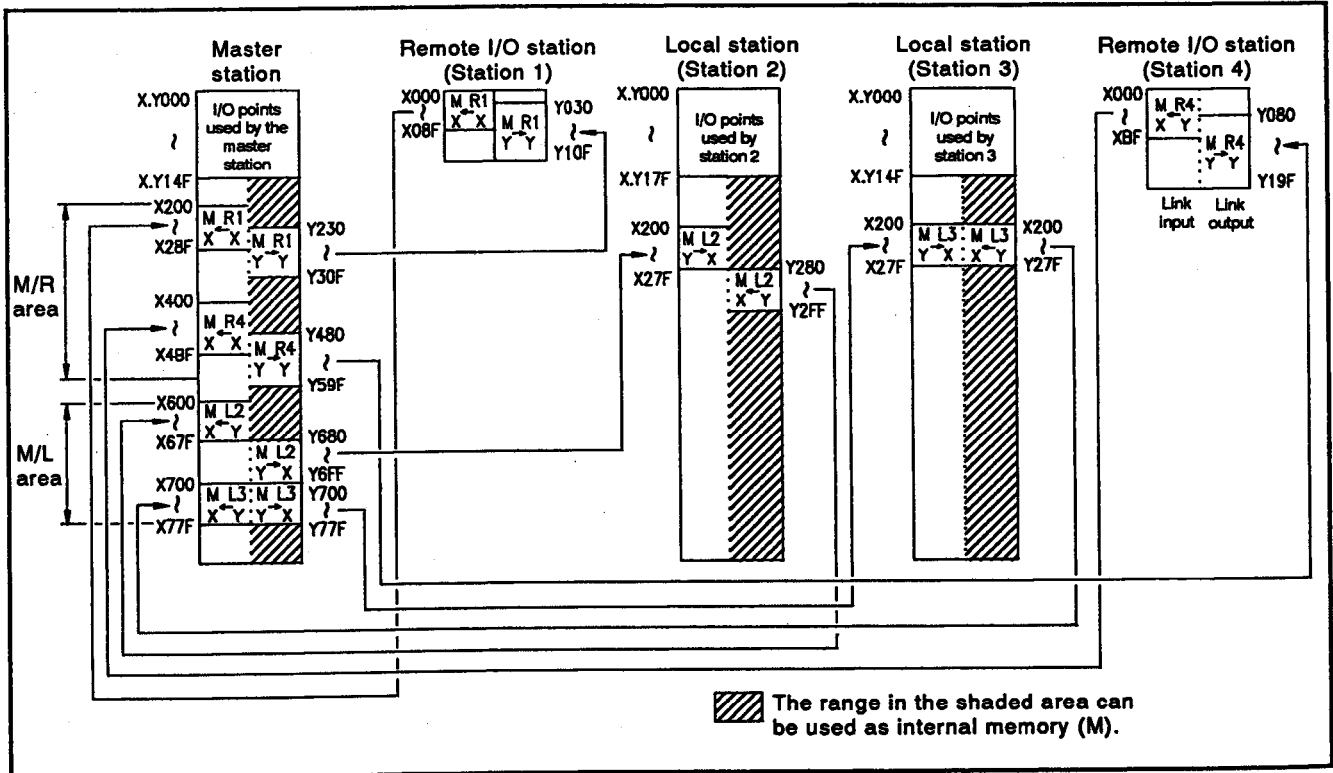 Master
station
Remote I/O station
(Station 1)
Local station
(Station 2)
Local station
(Station 3)
Remote I/O station
(Station 4)
X.Y000
~
X.Y14F
I/O points
used by the
master
station
X200
~
X28F
M R1
X←X
M R1
Y→Y
Y230
~
Y30F
M/R
area
X400
~
X4BF
M R4
X←X
M R4
Y→Y
Y480
~
Y59F
M/L
area
X600
~
X67F
M L2
X←Y
M L2
Y→X
Y680
~
Y6FF
X700
~
X77F
M L3
X←Y
M L3
Y→X
Y700
~
Y77F
X000
~
X08F
M R1
X←X
M R1
Y→Y
Y030
~
Y10F
X.Y000
~
X.Y17F
I/O points
used by
station 2
X200
~
X27F
M L2
Y→X
M L2
X←Y
Y280
~
Y2FF
X.Y000
~
X.Y14F
I/O points
used by
station 3
X200
~
X27F
M L3
Y→X
M L3
X←Y
X200
~
Y27F
X000
~
XBF
M R4
X←Y
M R4
Y→Y
Y080
~
Y19F
Link
input
Link
output
The range in the shaded area can
be used as internal memory (M).